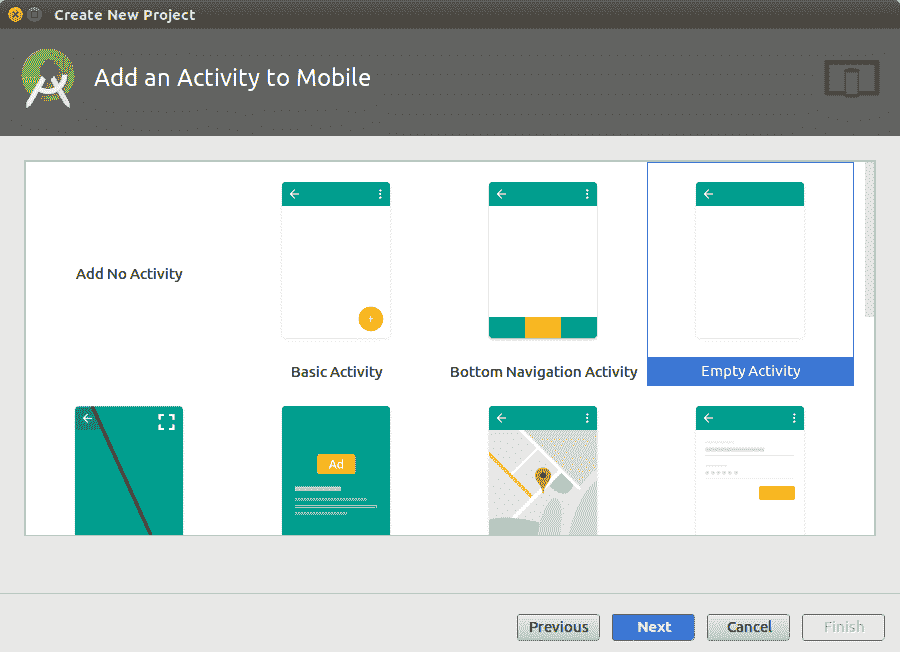 Create New Project
Add an Activity to Mobile
Add No Activity
Basic Activity
Bottom Navigation Activity
Empty Activity
Ad
Previous
Next
Cancel
Finish